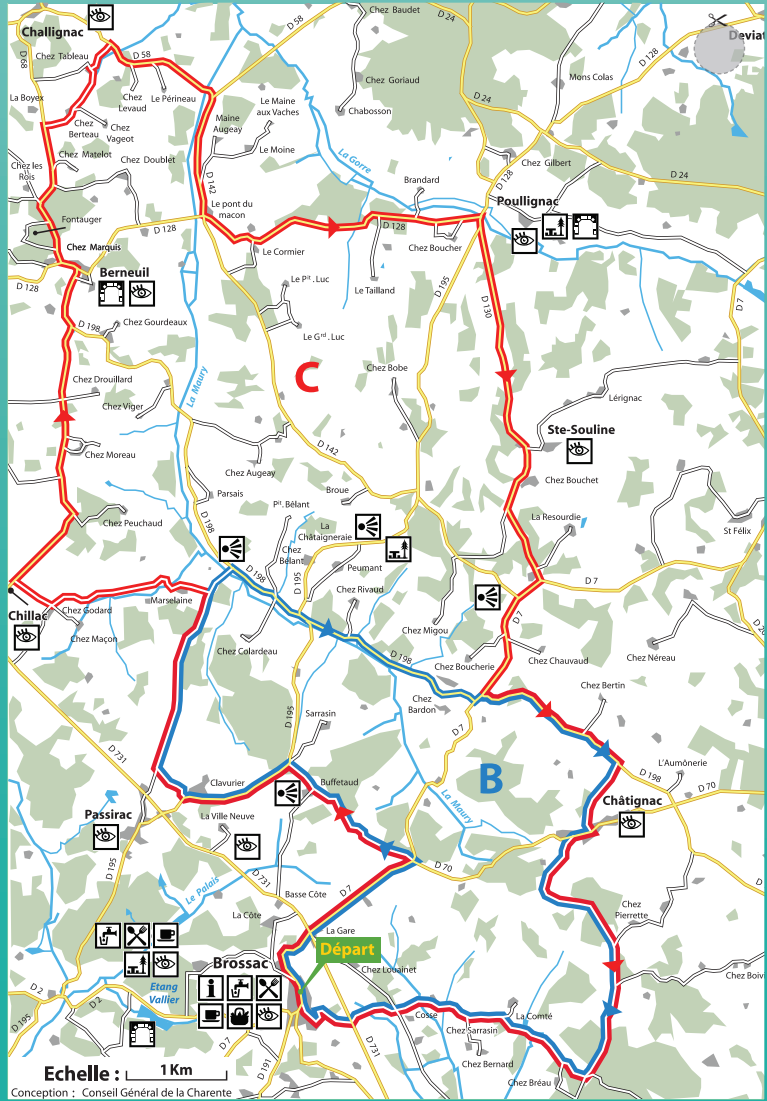 Chez Baudet
D 24
D 58
Challignac
Deviat
D 68
Chez Tableau
D 58
D 128
Mons Colas
Chez Goriaud
La Boyex
Chez
Levaud
Le Périneau
D 24
Le Maine
aux Vaches
Chabosson
Chez
Berteau
Chez
Vageot
Maine
Augeay
Le Moine
Chez Matelot
Chez Doublet
La Gorre
Chez Gilbert
Chez les
Rois
D 142
D 128
D 24
Brandard
Le pont du
macon
Poullignac
Fontauger
D 128
D 128
Chez Marquis
Le Cormier
Chez Boucher
Berneuil
D 128
Le Pit. Luc
Le Tailland
D 195
D 130
D 7
D 198
Chez Gourdeaux
Le Grd. Luc
La Maury
Chez Drouillard
C
Chez Bobe
Chez Viger
Lérignac
Ste-Souline
Chez Moreau
D 142
Chez Augeay
Chez Bouchet
Parsais
Broue
Pit. Bélant
Chez Peuchaud
D 198
La
Châtaigneraie
La Resourdie
St Félix
Chez
Bélant
Peumant
D 198
D 195
D 7
Marselaine
Chez Rivaud
Chillac
Chez Godard
D 7
Chez Migou
Chez Maçon
Chez Colardeau
D 198
Chez Boucherie
Chez Chauvaud
Chez Néreau
Chez
Bardon
Chez Bertin
D 195
Sarrasin
D 7
D 731
L'Aumónerie
D 198
D 70
Clavurier
Buffetaud
B
La Maury
Châtignac
Passirac
La Ville Neuve
D 195
D 70
Le Palais
D 731
Basse Côte
D 7
Chez
Pierrette
La Côte
La Gare
Départ
Brossac
Chez Louainet
Etang
Vallier
D 2
D 2
La Comté
Cosse
D 195
Chez Sarrasin
D 7
D 731
D 191
Chez Bernard
Chez Bréau
Echelle : 1 Km
Conception : Conseil Général de la Charente